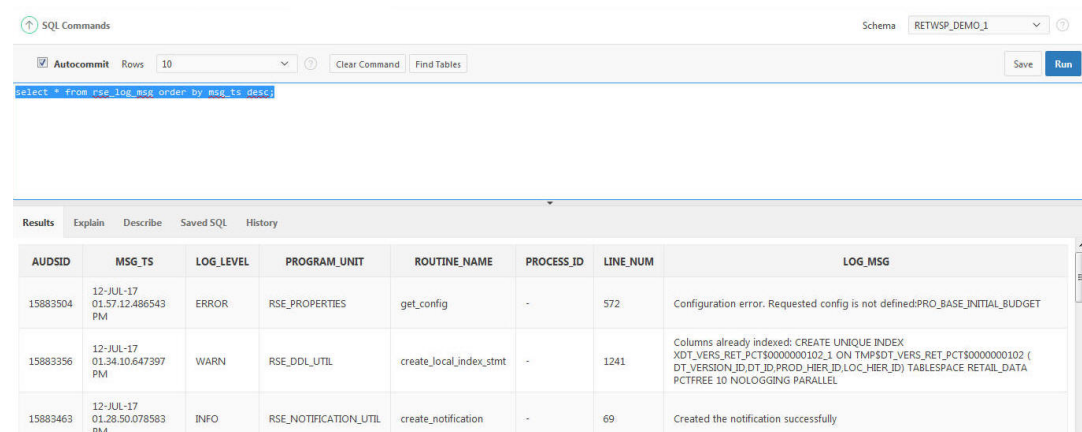 SQL Commands
Schema RETWSP_DEMO_1
Autocommit Rows 10 Clear Command Find Tables Save Run
select * from rse_log_msg order by msg_ts desc;
Results Explain Describe Saved SQL History
AUDSID MSG_TS LOG_LEVEL PROGRAM_UNIT ROUTINE_NAME PROCESS_ID LINE_NUM LOG_MSG
12-JUL-17
15883504 01.57.12.486543 ERROR RSE_PROPERTIES get_config - 572 Configuration error. Requested config is not defined:PRO_BASE_INITIAL_BUDGET
PM
Columns already indexed: CREATE UNIQUE INDEX
12-JUL-17 XDT_VERS_RET_PCT$0000000102_1 ON TMP$DT_VERS_RET_PCT$0000000102 (
15883356 01.34.10.647397 WARN RSE_DDL_UTIL create_local_index_stmt - 1241 DT_VERSION_ID,DT_ID,PROD_HIER_ID,LOC_HIER_ID) TABLESPACE RETAIL_DATA
PM PCTFREE 10 NOLOGGING PARALLEL
12-JUL-17
15883463 01.28.50.078583 INFO RSE_NOTIFICATION_UTIL create_notification - 69 Created the notification successfully
PM